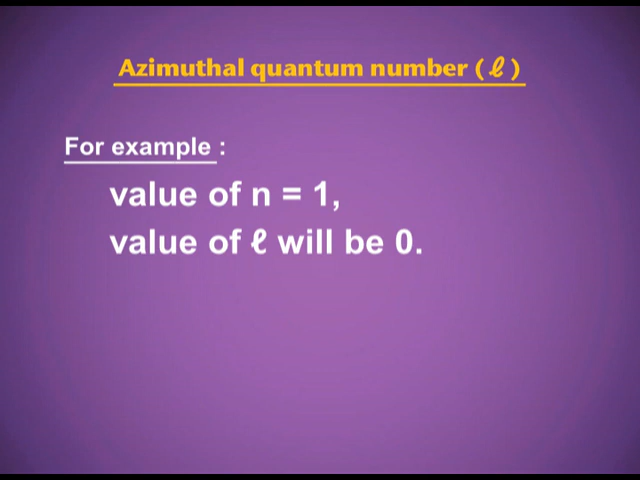 Azimuthal quantum number (ℓ)
For example :
value of n = 1,
value of ℓ will be 0.